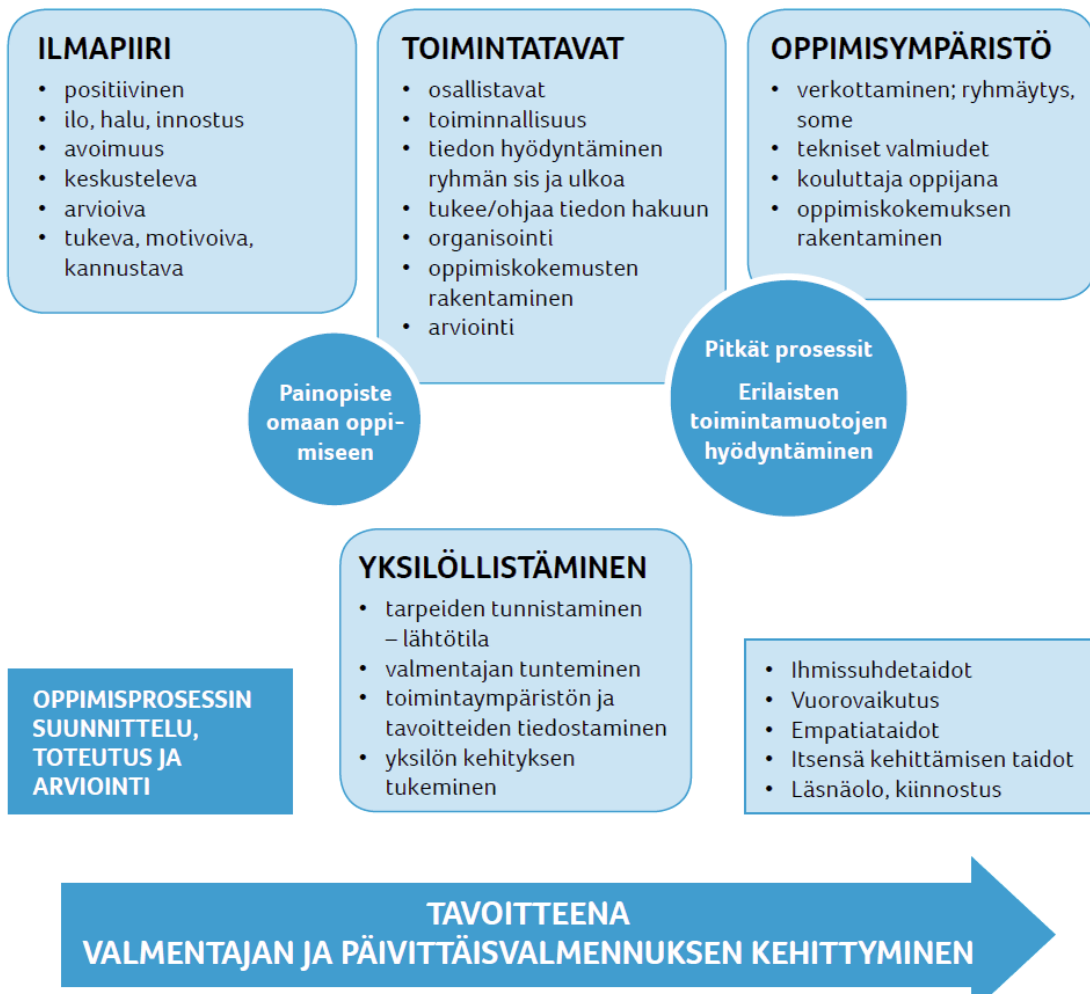 ILMAPIIRI
• positiivinen
• ilo, halu, innostus
• avoimuus
• keskusteleva
• arvioiva
• tukeva, motivoiva,
kannustava
TOIMINTATAVAT
• osallistavat
• toiminnallisuus
• tiedon hyödyntäminen
ryhmän sis ja ulkoa
• tukee/ohjaa tiedon hakuun
• organisointi
• oppimiskokemusten
rakentaminen
• arviointi
OPPIMISYMPÄRISTÖ
• verkottaminen; ryhmäytys,
some
• tekniset valmiudet
• kouluttaja oppijana
• oppimiskokemuksen
rakentaminen
Painopiste
omaan oppi-
miseen
Pitkät prosessit
Erilaisten
toimintamuotojen
hyödyntäminen
YKSILÖLLISTÄMINEN
• tarpeiden tunnistaminen
– lähtötila
• valmentajan tunteminen
• toimintaympäristön ja
tavoitteiden tiedostaminen
• yksilön kehityksen
tukeminen
OPPIMISPROSESSIN
SUUNNITTELU,
TOTEUTUS JA
ARVIOINTI
• Ihmissuhdetaidot
• Vuorovaikutus
• Empatiataidot
• Itsensä kehittämisen taidot
• Läsnäolo, kiinnostus
TAVOITTEENA
VALMENTAJAN JA PÄIVITTÄISVALMENNUKSEN KEHITTYMINEN